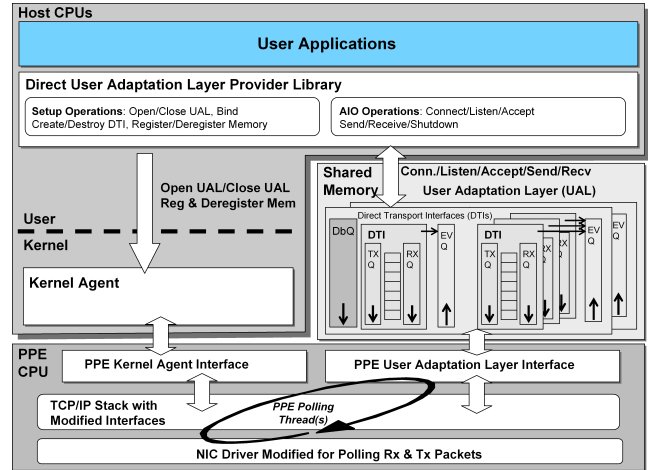 Host CPUs
User Applications
Direct User Adaptation Layer Provider Library
Setup Operations: Open/Close UAL, Bind
Create/Destroy DTI, Register/Deregister Memory
AIO Operations: Connect/Listen/Accept
Send/Receive/Shutdown
Open UAL/Close UAL
Reg & Deregister Mem
User
Kernel
Kernel Agent
Shared
Memory
Conn./Listen/Accept/Send/Recv
User Adaptation Layer (UAL)
Direct Transport Interfaces (DTIs)
DbQ
DTI
TX
Q
RX
Q
EV
Q
DTI
TX
Q
RX
Q
EV
Q
EV
Q
PPE
CPU
PPE Kernel Agent Interface
PPE User Adaptation Layer Interface
TCP/IP Stack with
Modified Interfaces
PPE Polling
Thread(s)
NIC Driver Modified for Polling Rx & Tx Packets